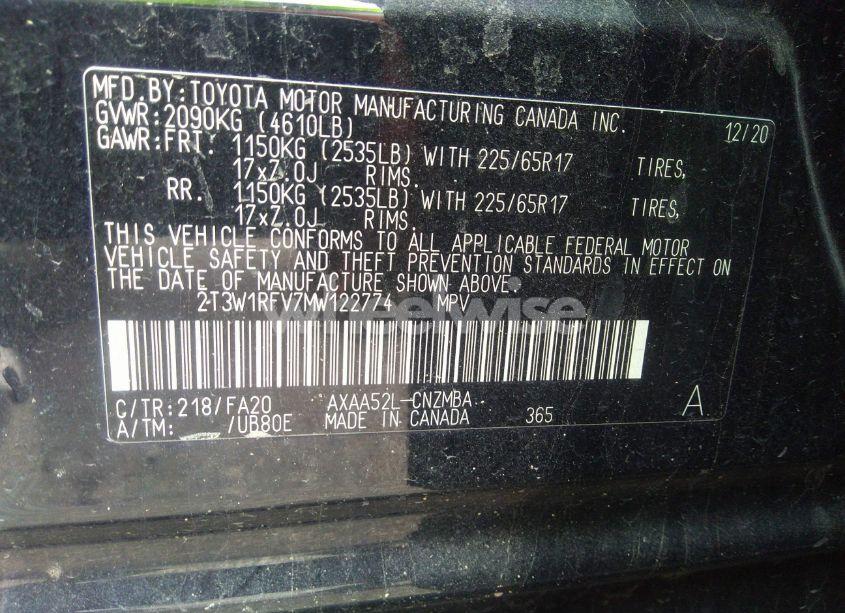 MFD BY: TOYOTA MOTOR MANUFACTURING CANADA INC. 12/20
GVWR: 2090KG (4610LB)
GAWR:FRT. 1150KG (2535LB) WITH 225/65R17 TIRES,
17x7.0J RIMS.
RR. 1150KG (2535LB) WITH 225/65R17 TIRES,
17x7.0J RIMS.
THIS VEHICLE CONFORMS TO ALL APPLICABLE FEDERAL MOTOR
VEHICLE SAFETY AND THEFT PREVENTION STANDARDS IN EFFECT ON
THE DATE OF MANUFACTURE SHOWN ABOVE.
2T3W1RFV7MW122774 MPV
wheelwise
C/TR:218/FA20 AXAA52L-CNZMBA A
A/TM: /UB80E MADE IN CANADA 365